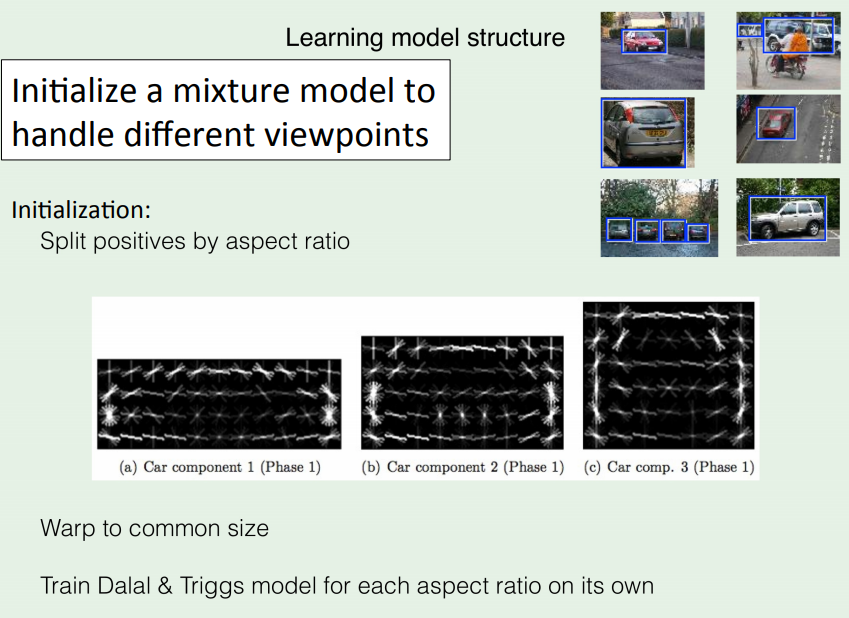 Learning model structure
Initialize a mixture model to
handle different viewpoints
Initialization:
Split positives by aspect ratio
(a) Car component 1 (Phase 1)
(b) Car component 2 (Phase 1)
(c) Car comp. 3 (Phase 1)
Warp to common size
Train Dalal & Triggs model for each aspect ratio on its own